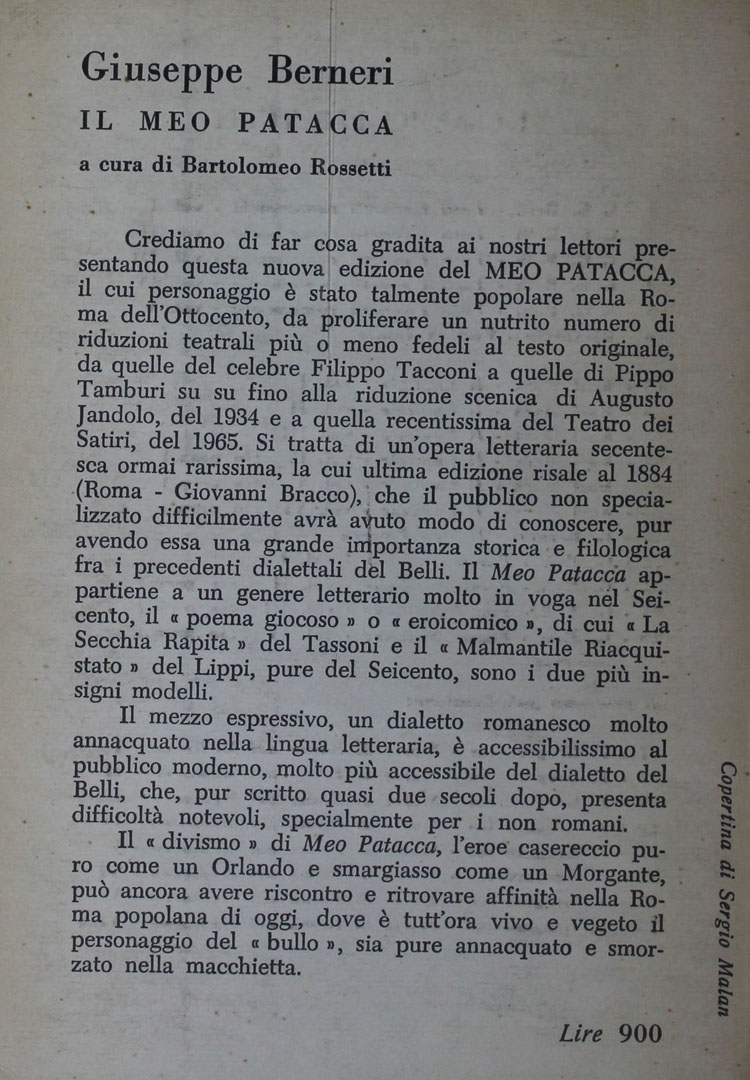 Giuseppe Berneri
IL MEO PATACCA
a cura di Bartolomeo Rossetti
Crediamo di far cosa gradita ai nostri lettori pre-
sentando questa nuova edizione del MEO PATACCA,
il cui personaggio è stato talmente popolare nella Ro-
ma dell'Ottocento, da proliferare un nutrito numero di
riduzioni teatrali più o meno fedeli al testo originale,
da quelle del celebre Filippo Tacconi a quelle di Pippo
Tamburi su su fino alla riduzione scenica di Augusto
Jandolo, del 1934 e a quella recentissima del Teatro dei
Satiri, del 1965. Si tratta di un'opera letteraria secente-
sca ormai rarissima, la cui ultima edizione risale al 1884
(Roma - Giovanni Bracco), che il pubblico non specia-
lizzato difficilmente avrà avuto modo di conoscere, pur
avendo essa una grande importanza storica e filologica
fra i precedenti dialettali del Belli. Il Meo Patacca ap-
partiene a un genere letterario molto in voga nel Sei-
cento, il « poema giocoso » o « eroicomico », di cui « La
Secchia Rapita » del Tassoni e il « Malmantile Riacqui-
stato » del Lippi, pure del Seicento, sono i due più in-
signi modelli.
Il mezzo espressivo, un dialetto romanesco molto
annacquato nella lingua letteraria, è accessibilissimo al
pubblico moderno, molto più accessibile del dialetto del
Belli, che, pur scritto quasi due secoli dopo, presenta
difficoltà notevoli, specialmente per i non romani.
Il « divismo » di Meo Patacca, l'eroe casereccio pu-
ro come un Orlando e smargiasso come un Morgante,
può ancora avere riscontro e ritrovare affinità nella Ro-
ma popolana di oggi, dove è tutt'ora vivo e vegeto il
personaggio del « bullo », sia pure annacquato e smor-
zato nella macchietta.
Lire 900
Copertina di Sergio Malan